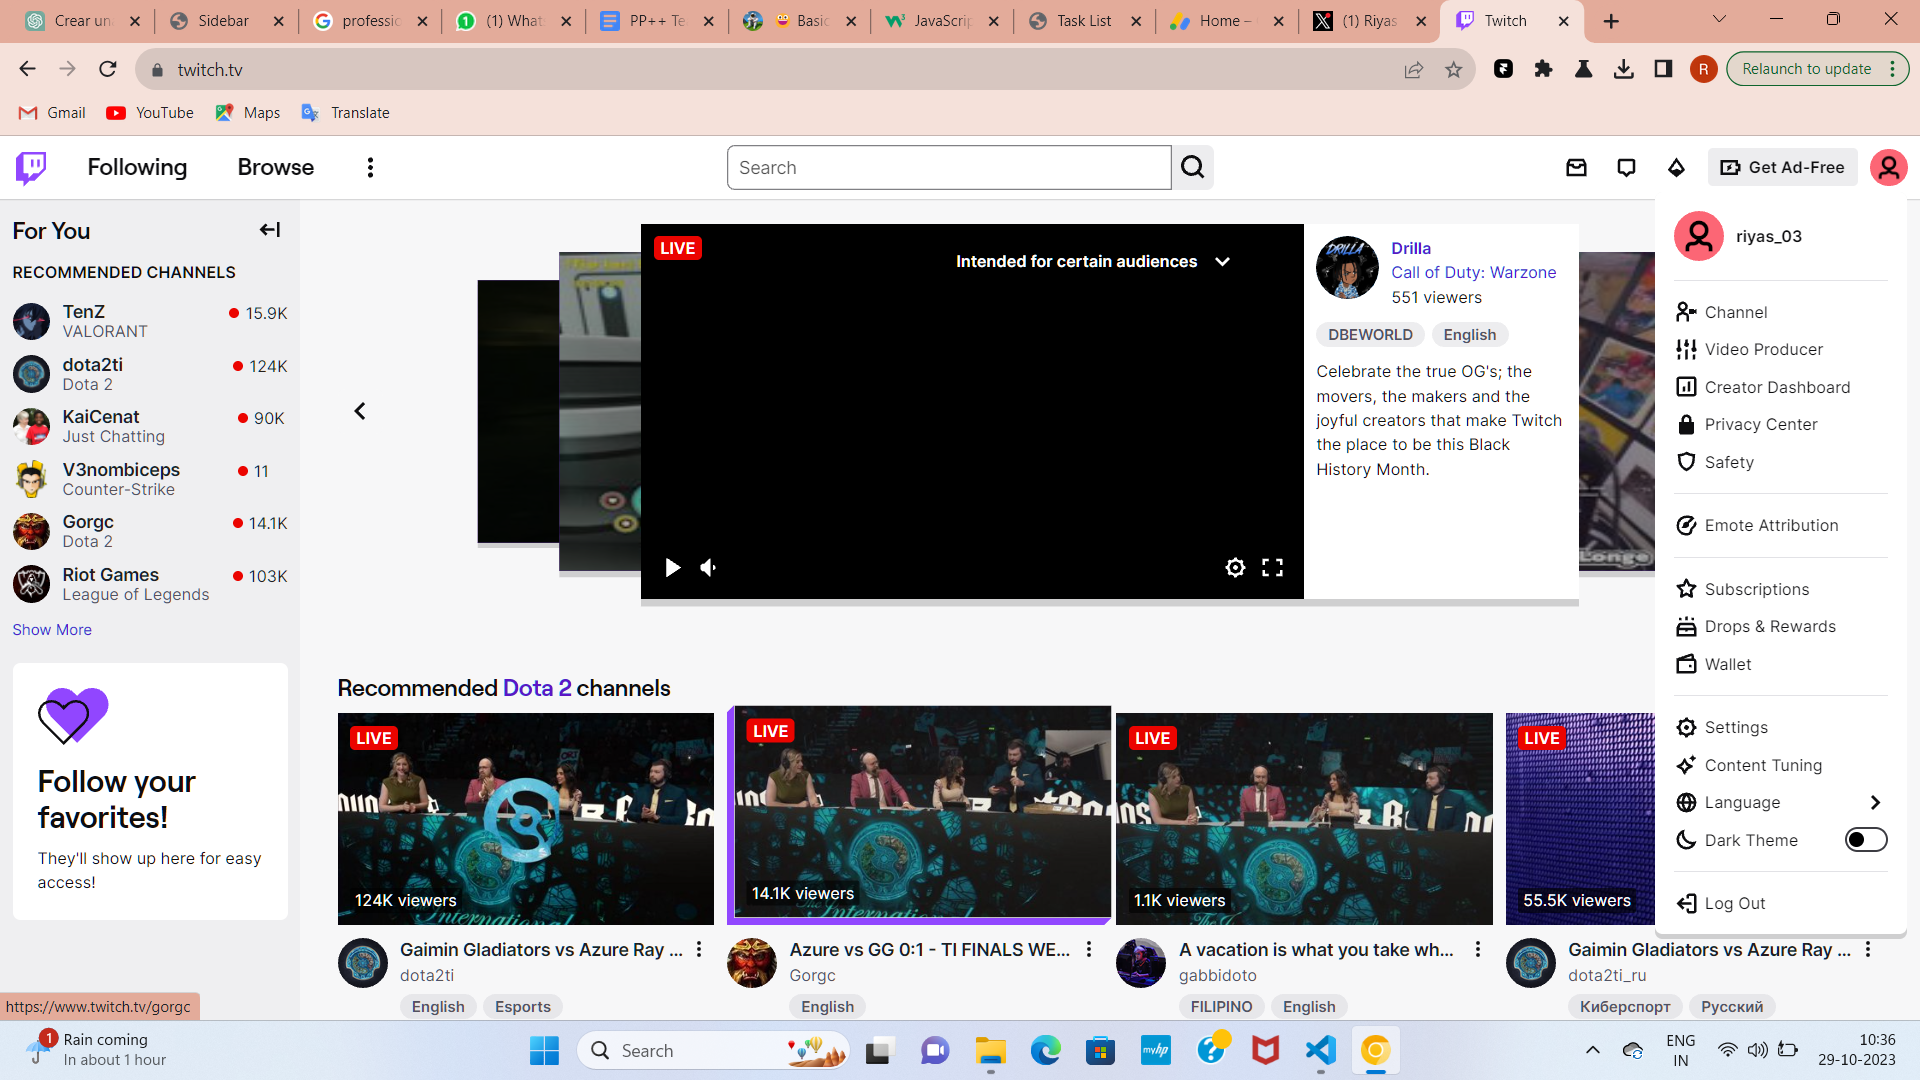 Crear una
Sidebar
professio
(1) What
PP++ Te
Basic
JavaScrip
Task List
Home –
(1) Riyas
Twitch
twitch.tv
R
Relaunch to update
Gmail
YouTube
Maps
Translate
Following
Browse
Search
Get Ad-Free
For You
RECOMMENDED CHANNELS
TenZ
15.9K
VALORANT
dota2ti
124K
Dota 2
KaiCenat
90K
Just Chatting
V3nombiceps
11
Counter-Strike
Gorgc
14.1K
Dota 2
Riot Games
103K
League of Legends
Show More
Follow your
favorites!
They'll show up here for easy
access!
LIVE
Intended for certain audiences
DRILLA
Drilla
Call of Duty: Warzone
551 viewers
DBEWORLD
English
Celebrate the true OG's; the
movers, the makers and the
joyful creators that make Twitch
the place to be this Black
History Month.
riyas_03
Channel
Video Producer
Creator Dashboard
Privacy Center
Safety
Emote Attribution
Subscriptions
Drops & Rewards
Wallet
Settings
Content Tuning
Language
Dark Theme
Log Out
Recommended Dota 2 channels
LIVE
124K viewers
The International
Gaimin Gladiators vs Azure Ray ...
dota2ti
English
Esports
LIVE
14.1K viewers
Azure vs GG 0:1 - TI FINALS WE...
Gorgc
English
LIVE
1.1K viewers
A vacation is what you take wh...
gabbidoto
FILIPINO
English
LIVE
55.5K viewers
Gaimin Gladiators vs Azure Ray ...
dota2ti_ru
Киберспорт
Русский
https://www.twitch.tv/gorgc
1
Rain coming
In about 1 hour
Search
myhp
ENG
IN
10:36
29-10-2023